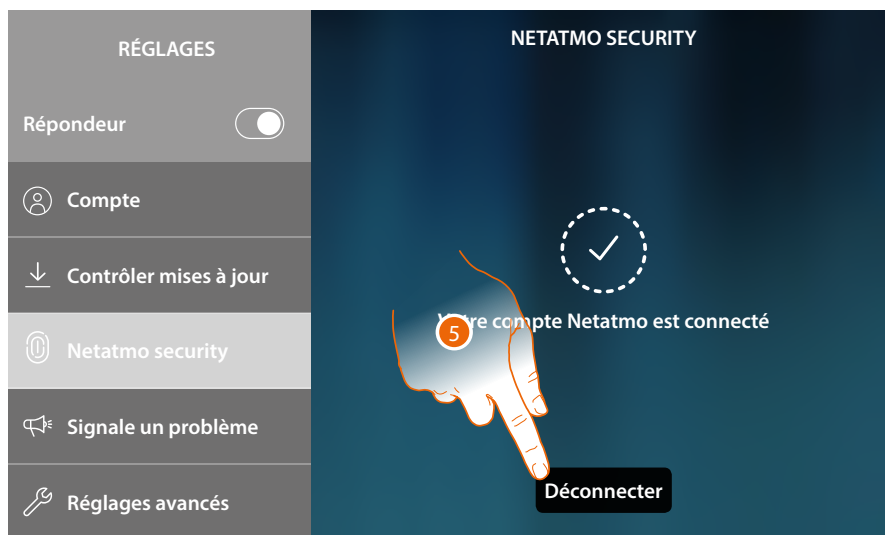 RÉGLAGES
Répondeur
Compte
Contrôler mises à jour
Netatmo security
Signale un problème
Réglages avancés
NETATMO SECURITY
re compte Netatmo est connecté
5
Déconnecter